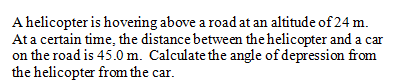 A helicopter is hovering above a road at an altitude of 24 m.
At a certain time, the distance between the helicopter and a car
on the road is 45.0 m.  Calculate the angle of depression from
the helicopter from the car.